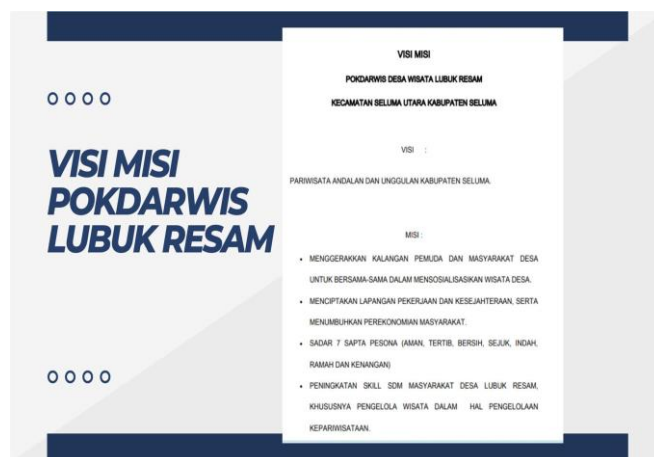 VISI MISI
POKDARWIS
LUBUK RESAM
VISI MISI
POKDARWIS DESA WISATA LUBUK RESAM
KECAMATAN SELUMA UTARA KABUPATEN SELUMA
VISI :
PARIWISATA ANDALAN DAN UNGGULAN KABUPATEN SELUMA.
MISI :
• MENGGERAKKAN KALANGAN PEMUDA DAN MASYARAKAT DESA
UNTUK BERSAMA-SAMA DALAM MENSOSIALISASIKAN WISATA DESA.
• MENCIPTAKAN LAPANGAN PEKERJAAN DAN KESEJAHTERAAN, SERTA
MENUMBUHKAN PEREKONOMIAN MASYARAKAT.
• SADAR 7 SAPTA PESONA (AMAN, TERTIB, BERSIH, SEJUK, INDAH,
RAMAH DAN KENANGAN)
• PENINGKATAN SKILL SDM MASYARAKAT DESA LUBUK RESAM,
KHUSUSNYA PENGELOLA WISATA DALAM HAL PENGELOLAAN
KEPARIWISATAAN.